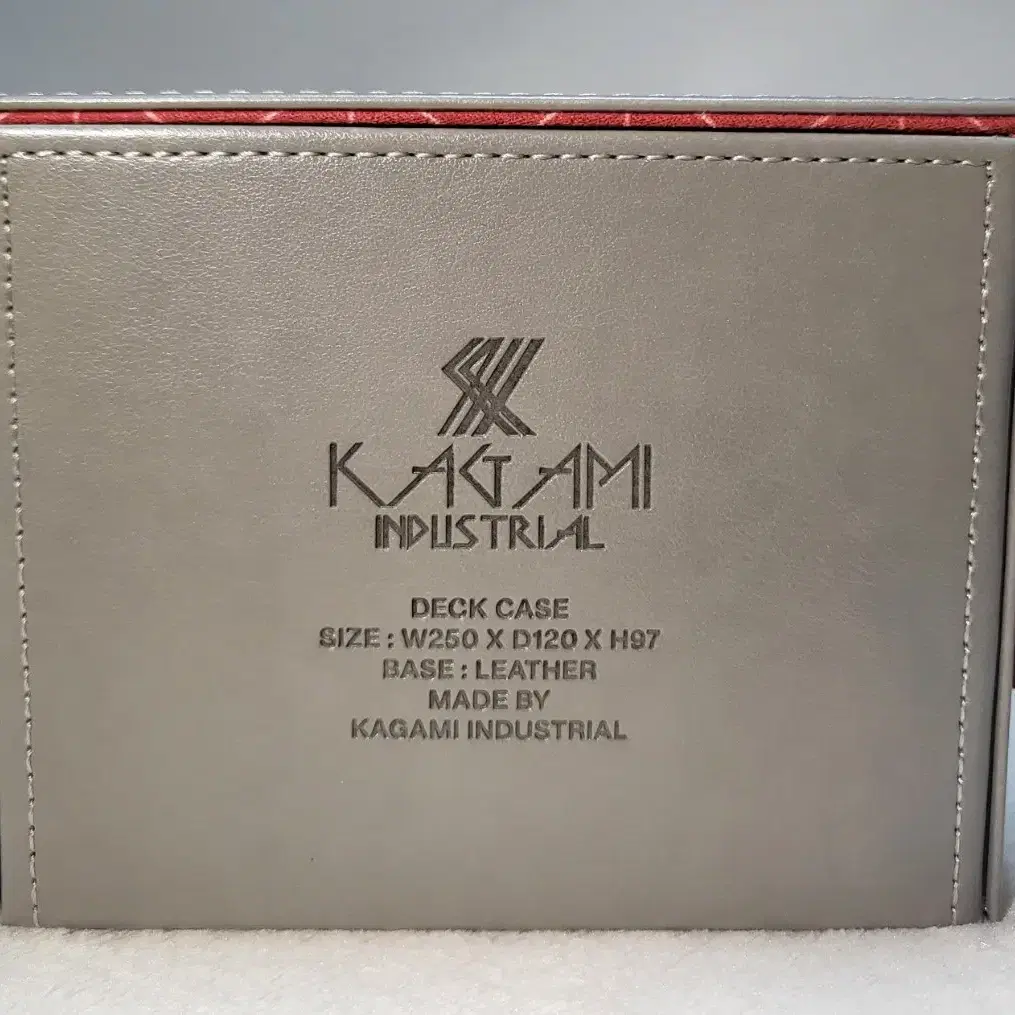 KAGAMI
INDUSTRIAL
DECK CASE
SIZE : W250 X D120 X H97
BASE : LEATHER
MADE BY
KAGAMI INDUSTRIAL